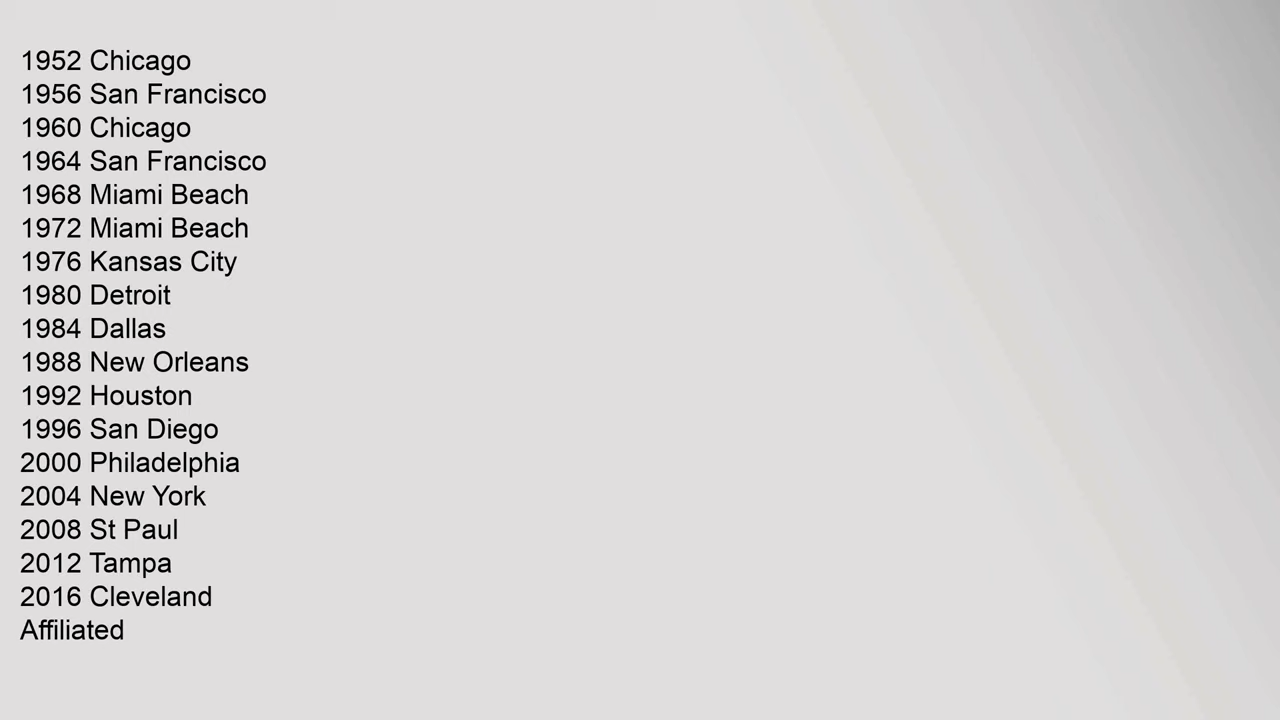 1952 Chicago
1956 San Francisco
1960 Chicago
1964 San Francisco
1968 Miami Beach
1972 Miami Beach
1976 Kansas City
1980 Detroit
1984 Dallas
1988 New Orleans
1992 Houston
1996 San Diego
2000 Philadelphia
2004 New York
2008 St Paul
2012 Tampa
2016 Cleveland
Affiliated